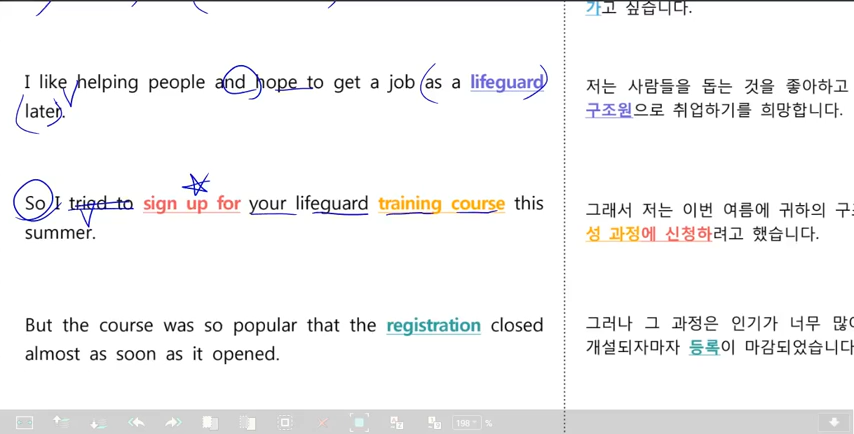 가고 싶습니다.
I like helping people and hope to get a job as a lifeguard
later.
저는 사람들을 돕는 것을 좋아하고
구조원으로 취업하기를 희망합니다.
So I tried to sign up for your lifeguard training course this
summer.
그래서 저는 이번 여름에 귀하의
성 과정에 신청하려고 했습니다.
But the course was so popular that the registration closed
almost as soon as it opened.
그러나 그 과정은 인기가 너무
개설되자마자 등록이 마감되었습니다
198 %